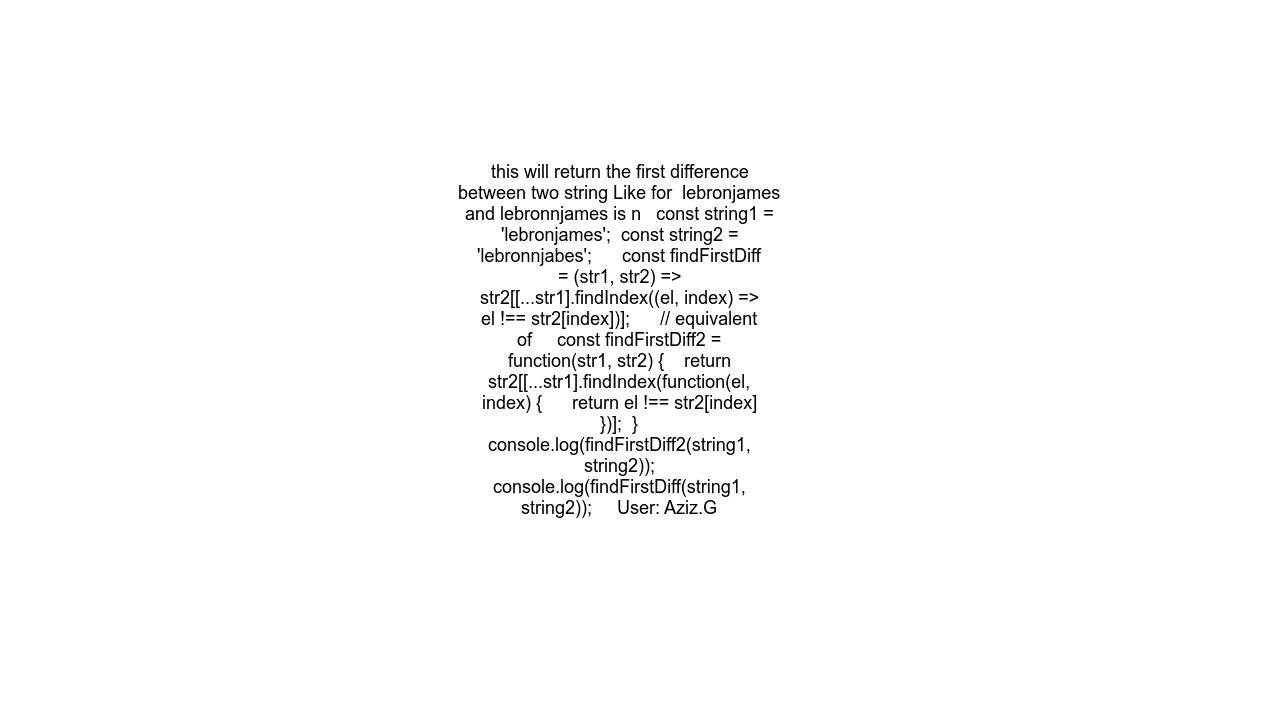 this will return the first difference
between two string Like for  lebronjames
and lebronnjames is n   const string1 =
'lebronjames';  const string2 =
'lebronnjabes';      const findFirstDiff
= (str1, str2) =>
str2[[...str1].findIndex((el, index) =>
el !== str2[index])];      // equivalent
of     const findFirstDiff2 =
function(str1, str2) {    return
str2[[...str1].findIndex(function(el,
index) {      return el !== str2[index]
})];  }
console.log(findFirstDiff2(string1,
string2));
console.log(findFirstDiff(string1,
string2));     User: Aziz.G